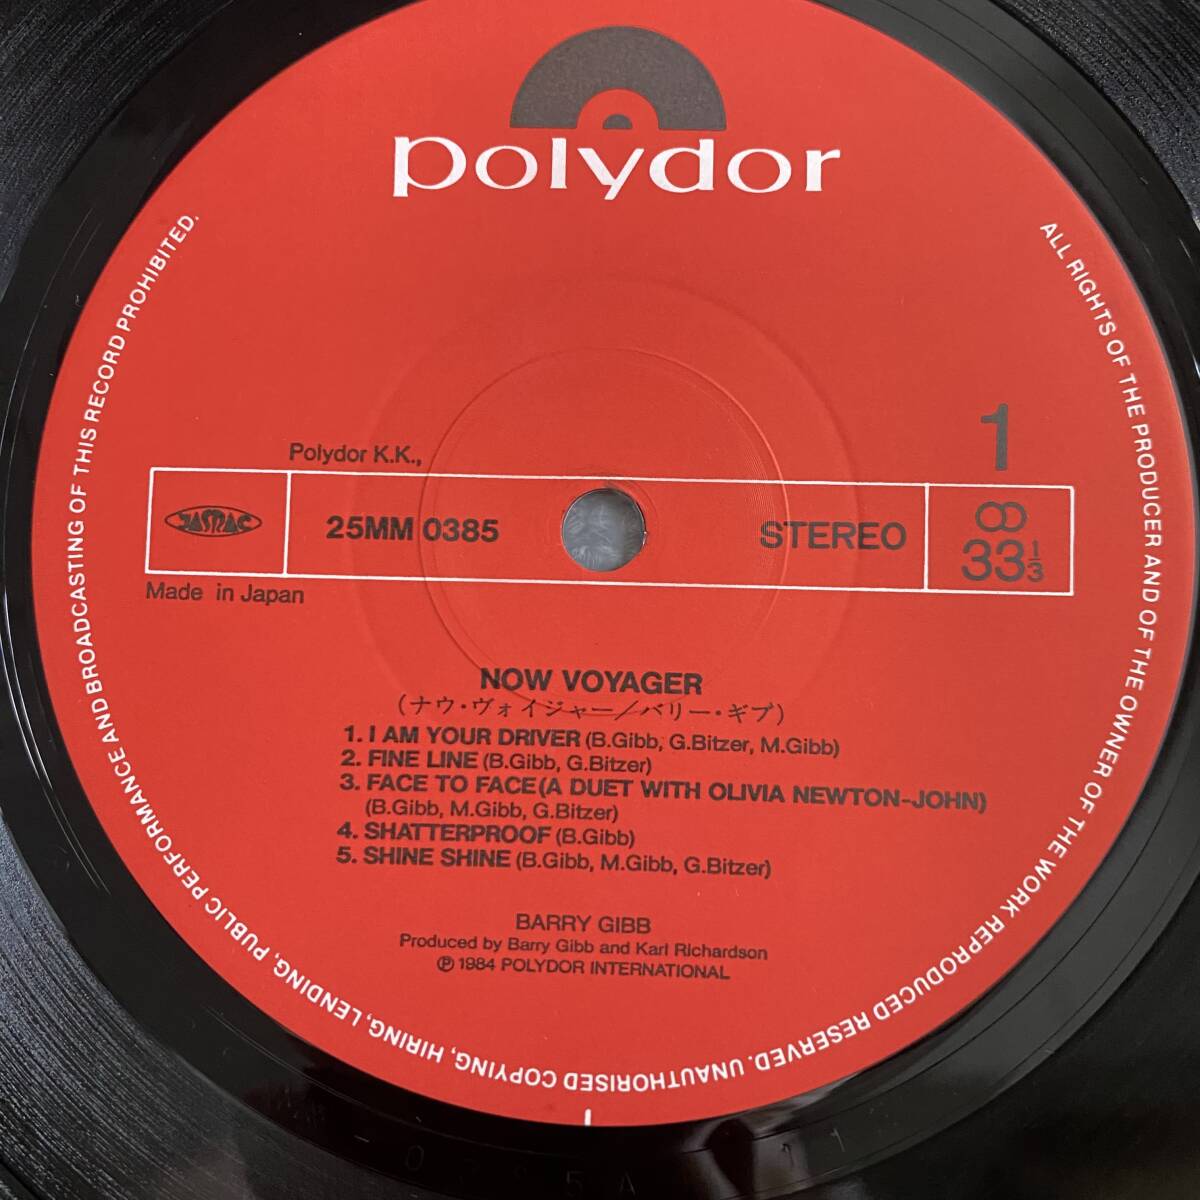 polydor
ALL RIGHTS OF THE PRODUCER AND OF THE OWNER OF THE WORK REPRODUCED RESERVED. UNAUTHORISED COPYING, HIRING, LENDING, PUBLIC PERFORMANCE AND BROADCASTING OF THIS RECORD PROHIBITED.
1
Polydor K.K.,
JASRAC
25MM 0385
STEREO
33 1/3
Made in Japan
NOW VOYAGER
(ナウ・ヴォイジャー/バリー・ギブ)
1. I AM YOUR DRIVER (B.Gibb, G.Bitzer, M.Gibb)
2. FINE LINE (B.Gibb, G.Bitzer)
3. FACE TO FACE (A DUET WITH OLIVIA NEWTON-JOHN)
(B.Gibb, M.Gibb, G.Bitzer)
4. SHATTERPROOF (B.Gibb)
5. SHINE SHINE (B.Gibb, M.Gibb, G.Bitzer)
BARRY GIBB
Produced by Barry Gibb and Karl Richardson
Ⓟ 1984 POLYDOR INTERNATIONAL